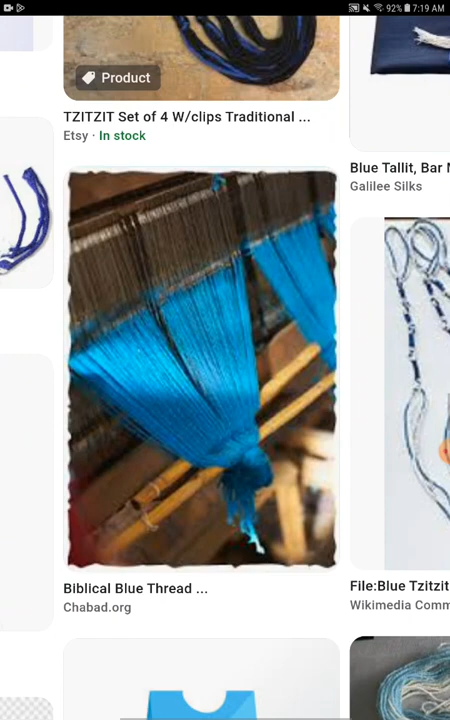 92% 7:19 AM
Product
TZITZIT Set of 4 W/clips Traditional ...
Etsy · In stock
Blue Tallit, Bar
Galilee Silks
Biblical Blue Thread ...
Chabad.org
File:Blue Tzitzit
Wikimedia Comm